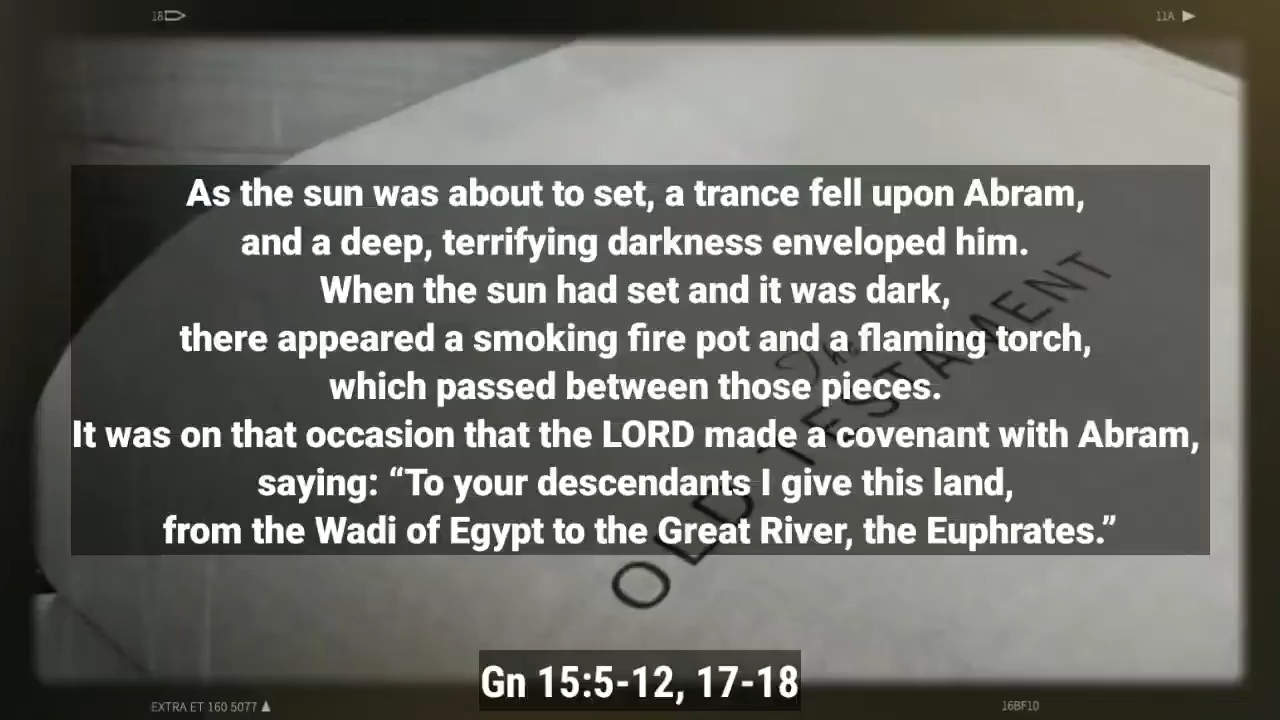 18
11A
As the sun was about to set, a trance fell upon Abram,
and a deep, terrifying darkness enveloped him.
When the sun had set and it was dark,
there appeared a smoking fire pot and a flaming torch,
which passed between those pieces.
It was on that occasion that the LORD made a covenant with Abram,
saying: “To your descendants I give this land,
from the Wadi of Egypt to the Great River, the Euphrates.”
The
OLD TESTAMENT
Gn 15:5-12, 17-18
EXTRA ET 160 5077
16BF10